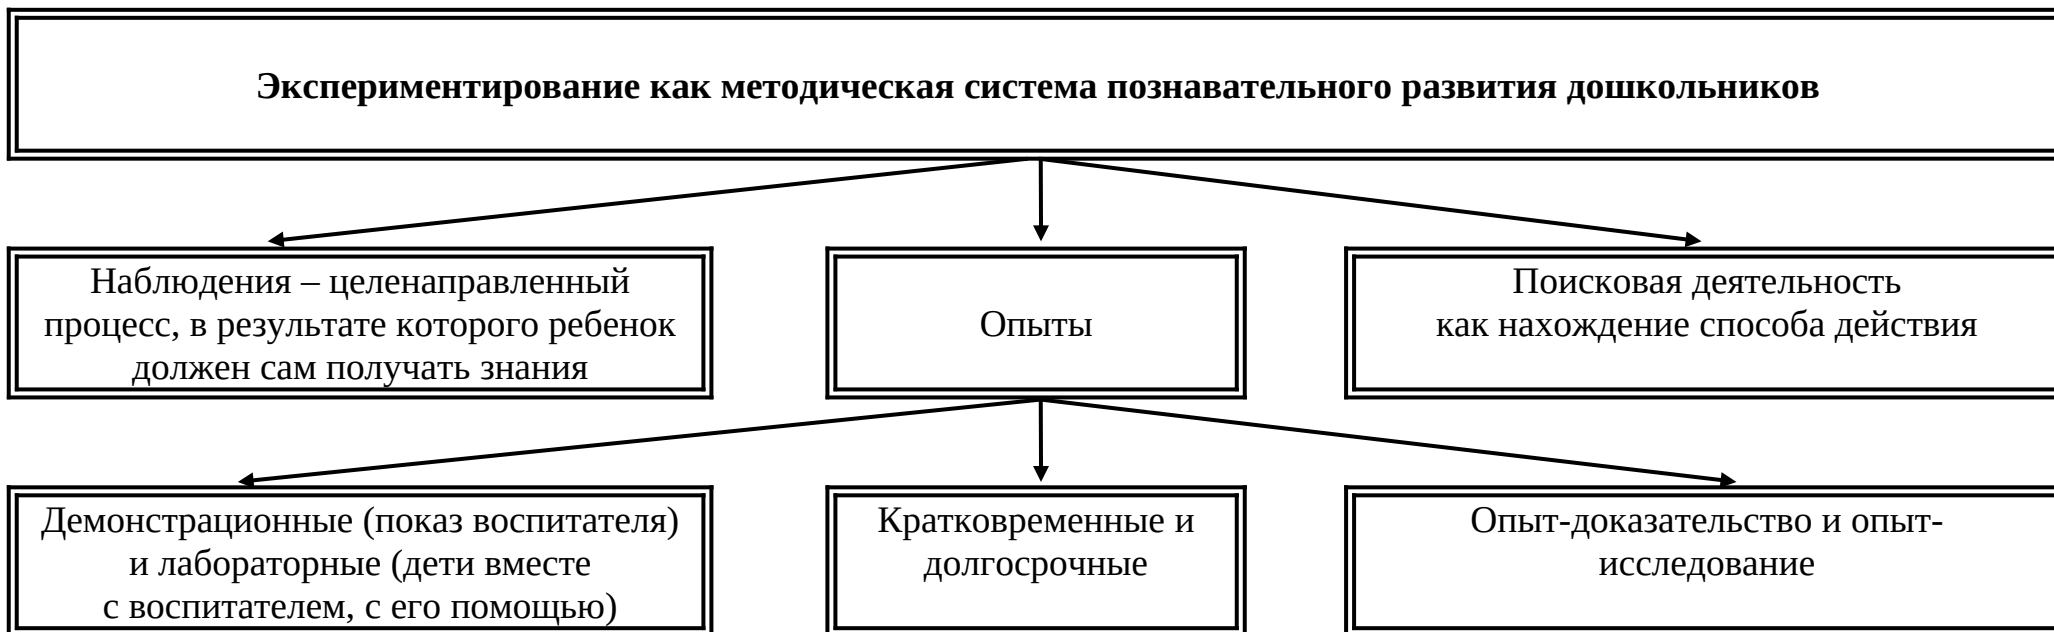 Экспериментирование как методическая система познавательного развития дошкольников
Наблюдения – целенаправленный
процесс, в результате которого ребенок
должен сам получать знания
Опыты
Поисковая деятельность
как нахождение способа действия
Демонстрационные (показ воспитателя)
и лабораторные (дети вместе
с воспитателем, с его помощью)
Кратковременные и
долгосрочные
Опыт-доказательство и опыт-
исследование